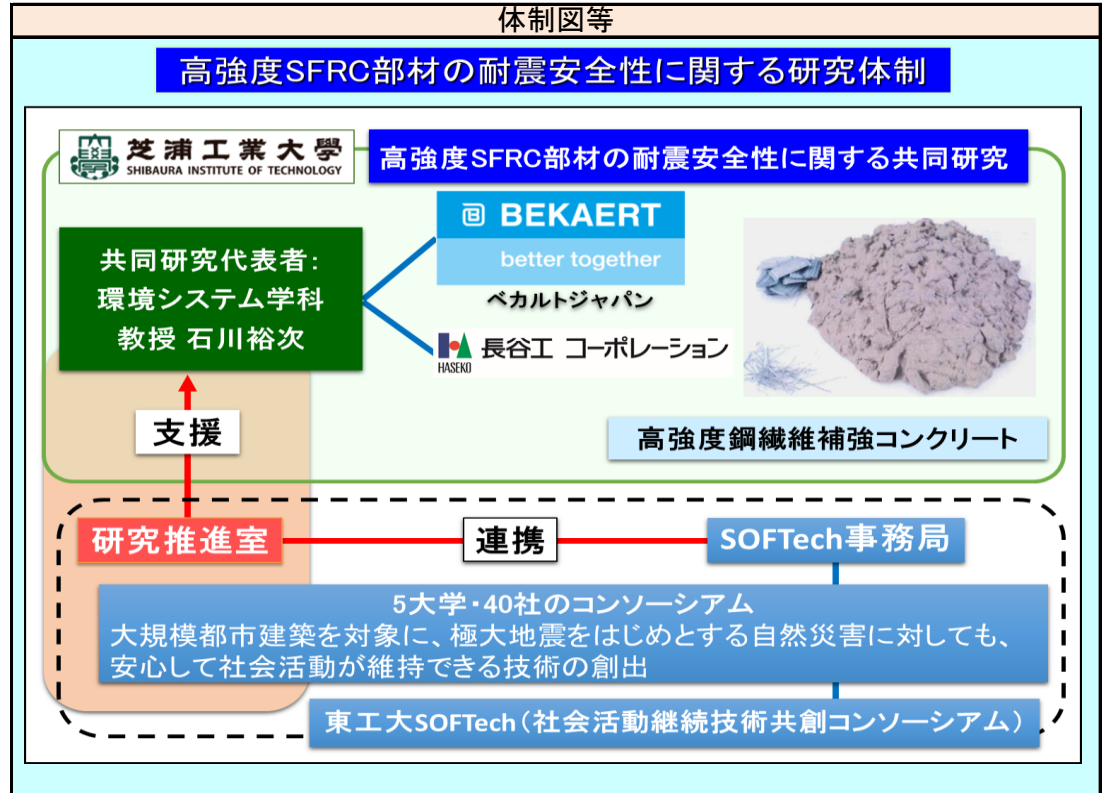 体制図等
高強度SFRC部材の耐震安全性に関する研究体制
芝浦工業大學
SHIBAURA INSTITUTE OF TECHNOLOGY
高強度SFRC部材の耐震安全性に関する共同研究
共同研究代表者：
環境システム学科
教授 石川裕次
BEKAERT
better together
ベカルトジャパン
HASEKO
長谷工 コーポレーション
高強度鋼繊維補強コンクリート
支援
研究推進室
連携
SOFTech事務局
5大学・40社のコンソーシアム
大規模都市建築を対象に、極大地震をはじめとする自然災害に対しても、
安心して社会活動が維持できる技術の創出
東工大SOFTech（社会活動継続技術共創コンソーシアム）